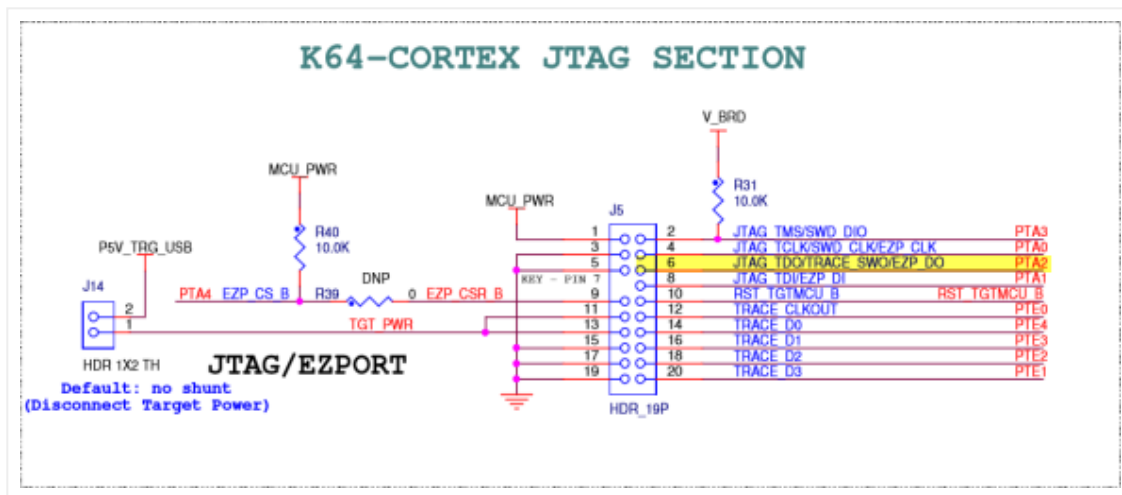 K64-CORTEX JTAG SECTION
V_BRD
MCU_PWR
R31
10.0K
MCU_PWR
J5
R40
10.0K
P5V_TRG_USB
1 2 JTAG_TMS/SWD_DIO PTA3
3 4 JTAG_TCLK/SWD_CLK/EZP_CLK PTA0
5 6 JTAG_TDO/TRACE_SWO/EZP_DO PTA2
DNP
KEY - PIN 7 8 JTAG_TDI/EZP_DI PTA1
J14
PTA4 EZP_CS_B R39 0 EZP_CSR_B 9 10 RST_TGTMCU_B RST_TGTMCU_B
2
11 12 TRACE_CLKOUT PTE0
1 TGT_PWR 13 14 TRACE_D0 PTE4
15 16 TRACE_D1 PTE3
17 18 TRACE_D2 PTE2
HDR 1X2 TH
JTAG/EZPORT
19 20 TRACE_D3 PTE1
Default: no shunt
(Disconnect Target Power)
HDR_19P